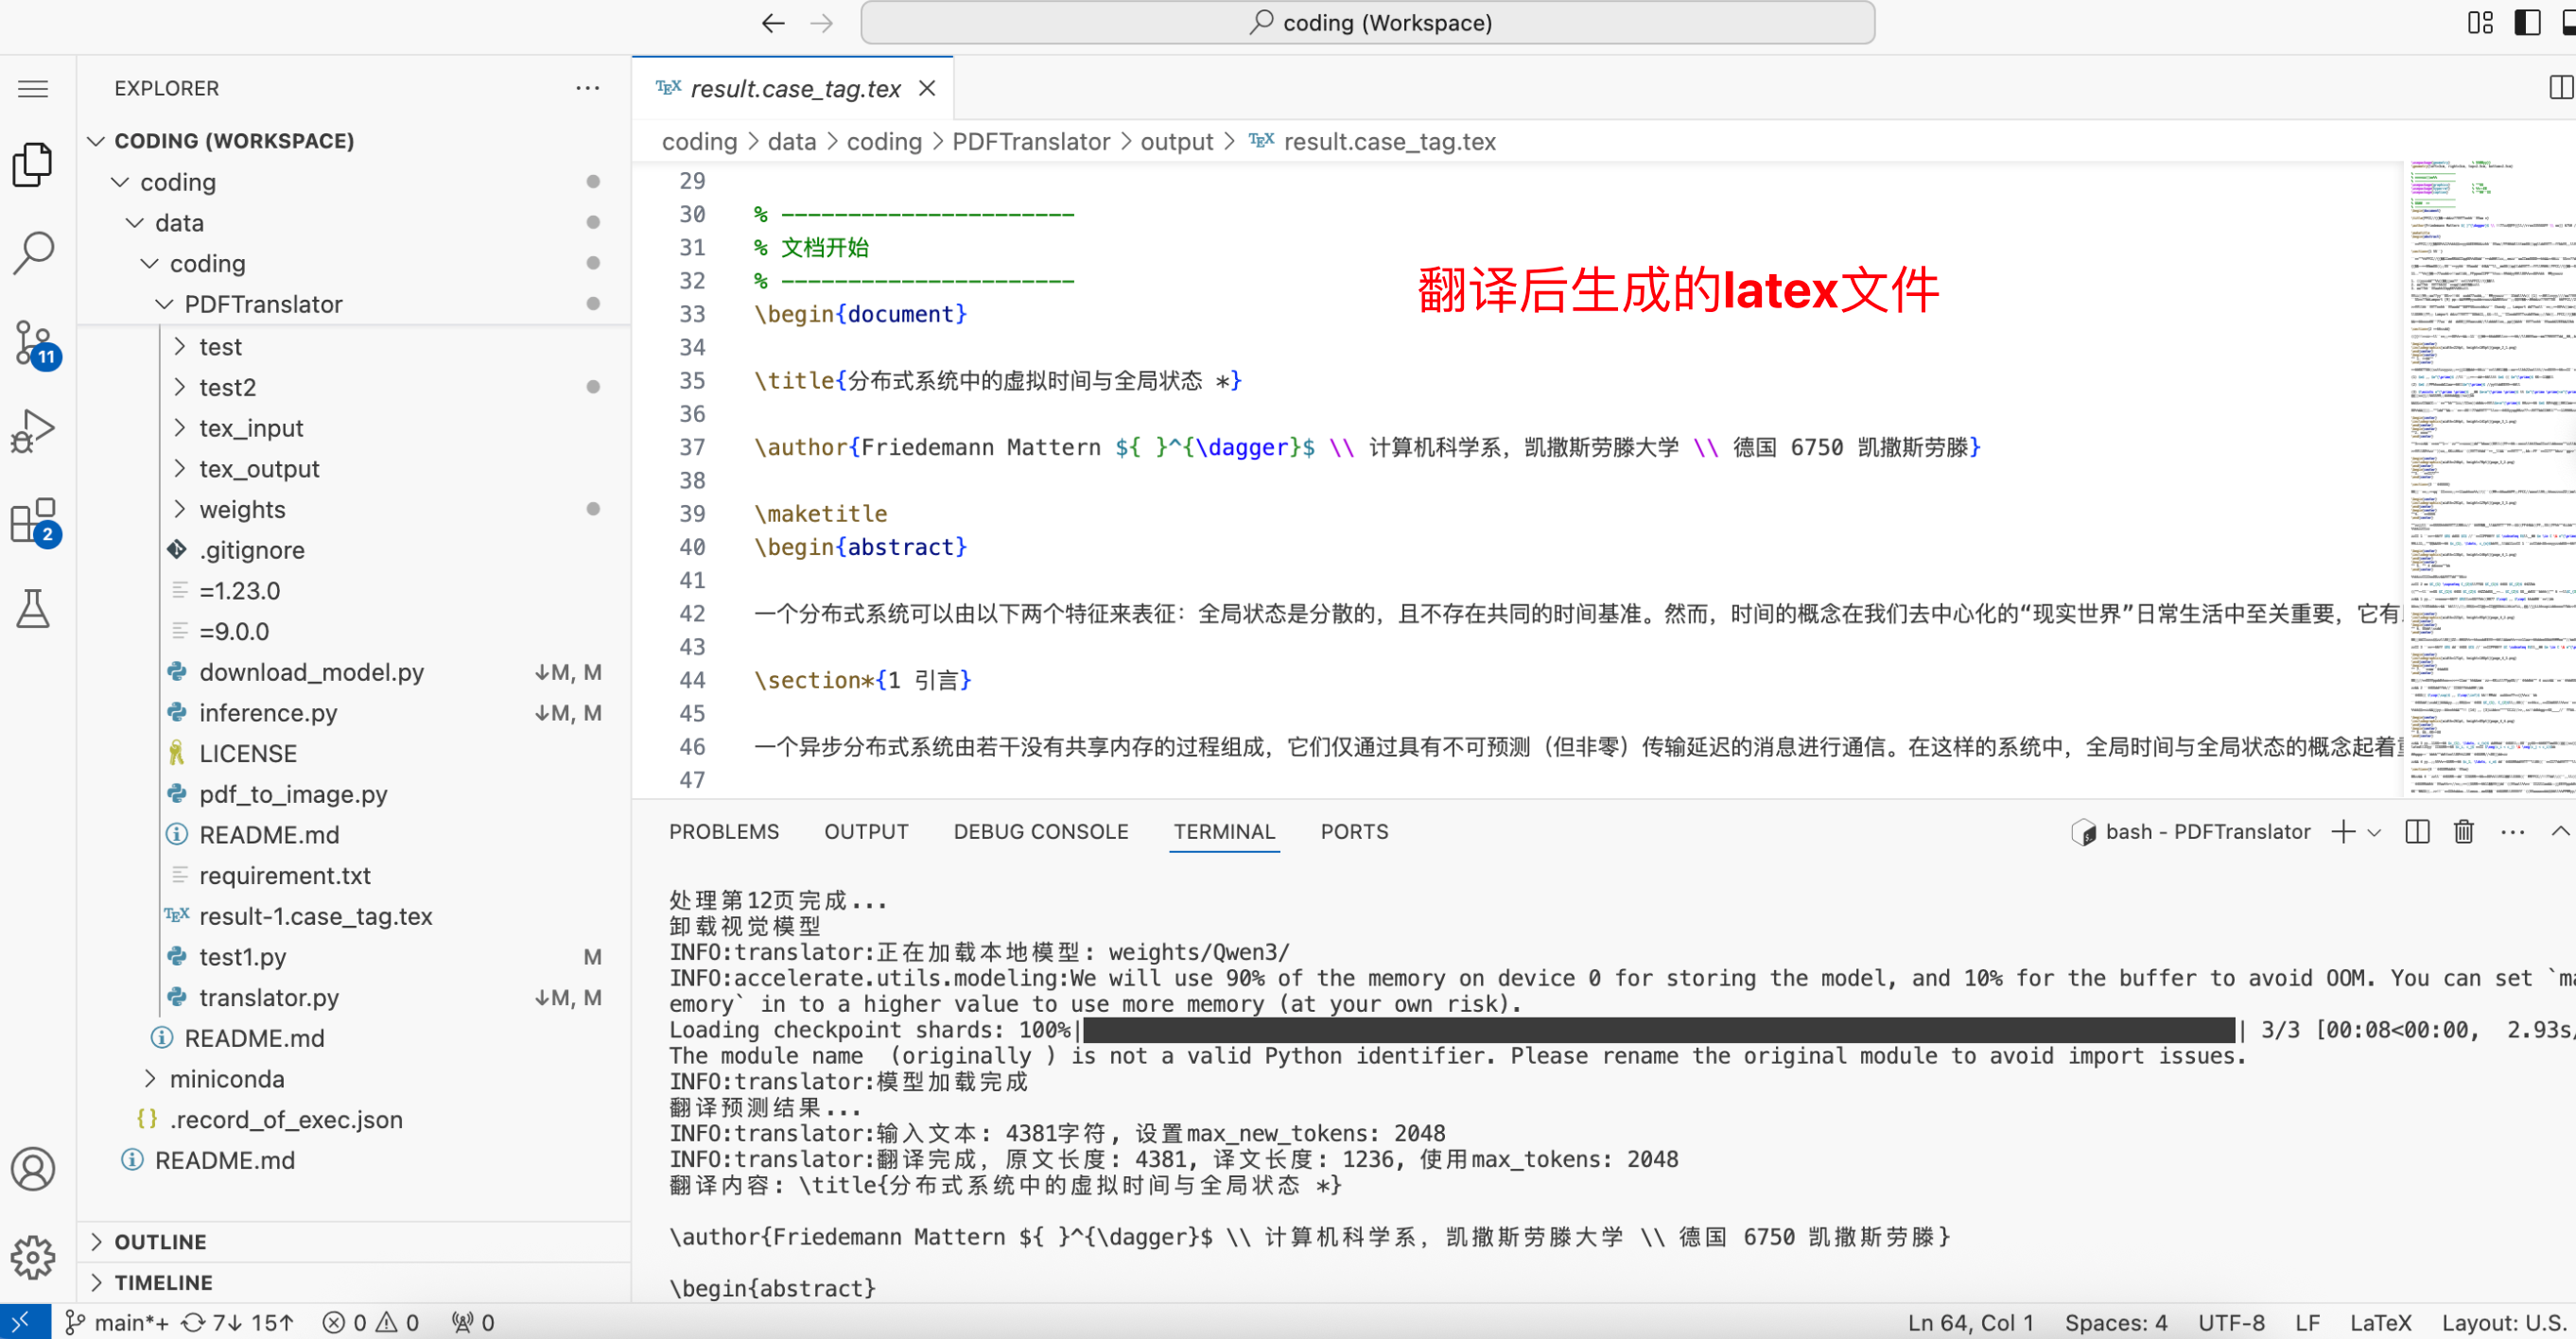 coding (Workspace)
EXPLORER
CODING (WORKSPACE)
coding
data
coding
PDFTranslator
test
test2
tex_input
tex_output
weights
.gitignore
=1.23.0
=9.0.0
download_model.py ↓M, M
inference.py ↓M, M
LICENSE
pdf_to_image.py
README.md
requirement.txt
result-1.case_tag.tex
test1.py M
translator.py ↓M, M
README.md
miniconda
.record_of_exec.json
README.md
OUTLINE
TIMELINE
11
2
result.case_tag.tex
coding > data > coding > PDFTranslator > output > result.case_tag.tex
翻译后生成的latex文件
29
30 % ----------------------
31 % 文档开始
32 % ----------------------
33 \begin{document}
34
35 \title{分布式系统中的虚拟时间与全局状态 *}
36
37 \author{Friedemann Mattern ${ }^{\dagger}$ \\ 计算机科学系，凯撒斯劳滕大学 \\ 德国 6750 凯撒斯劳滕}
38
39 \maketitle
40 \begin{abstract}
41
42 一个分布式系统可以由以下两个特征来表征：全局状态是分散的，且不存在共同的时间基准。然而，时间的概念在我们去中心化的“现实世界”日常生活中至关重要，它有
43
44 \section*{1 引言}
45
46 一个异步分布式系统由若干没有共享内存的过程组成，它们仅通过具有不可预测（但非零）传输延迟的消息进行通信。在这样的系统中，全局时间与全局状态的概念起着
47
PROBLEMS OUTPUT DEBUG CONSOLE TERMINAL PORTS
bash - PDFTranslator
处理第12页完成...
卸载视觉模型
INFO:translator:正在加载本地模型: weights/Qwen3/
INFO:accelerate.utils.modeling:We will use 90% of the memory on device 0 for storing the model, and 10% for the buffer to avoid OOM. You can set `ma
emory` in to a higher value to use more memory (at your own risk).
Loading checkpoint shards: 100%| | 3/3 [00:08<00:00, 2.93s/
The module name  (originally ) is not a valid Python identifier. Please rename the original module to avoid import issues.
INFO:translator:模型加载完成
翻译预测结果...
INFO:translator:输入文本: 4381字符, 设置max_new_tokens: 2048
INFO:translator:翻译完成, 原文长度: 4381, 译文长度: 1236, 使用max_tokens: 2048
翻译内容: \title{分布式系统中的虚拟时间与全局状态 *}
\author{Friedemann Mattern ${ }^{\dagger}$ \\ 计算机科学系，凯撒斯劳滕大学 \\ 德国 6750 凯撒斯劳滕}
\begin{abstract}
main*+ 7↓ 15↑ 0 0 0
Ln 64, Col 1 Spaces: 4 UTF-8 LF LaTeX Layout: U.S.